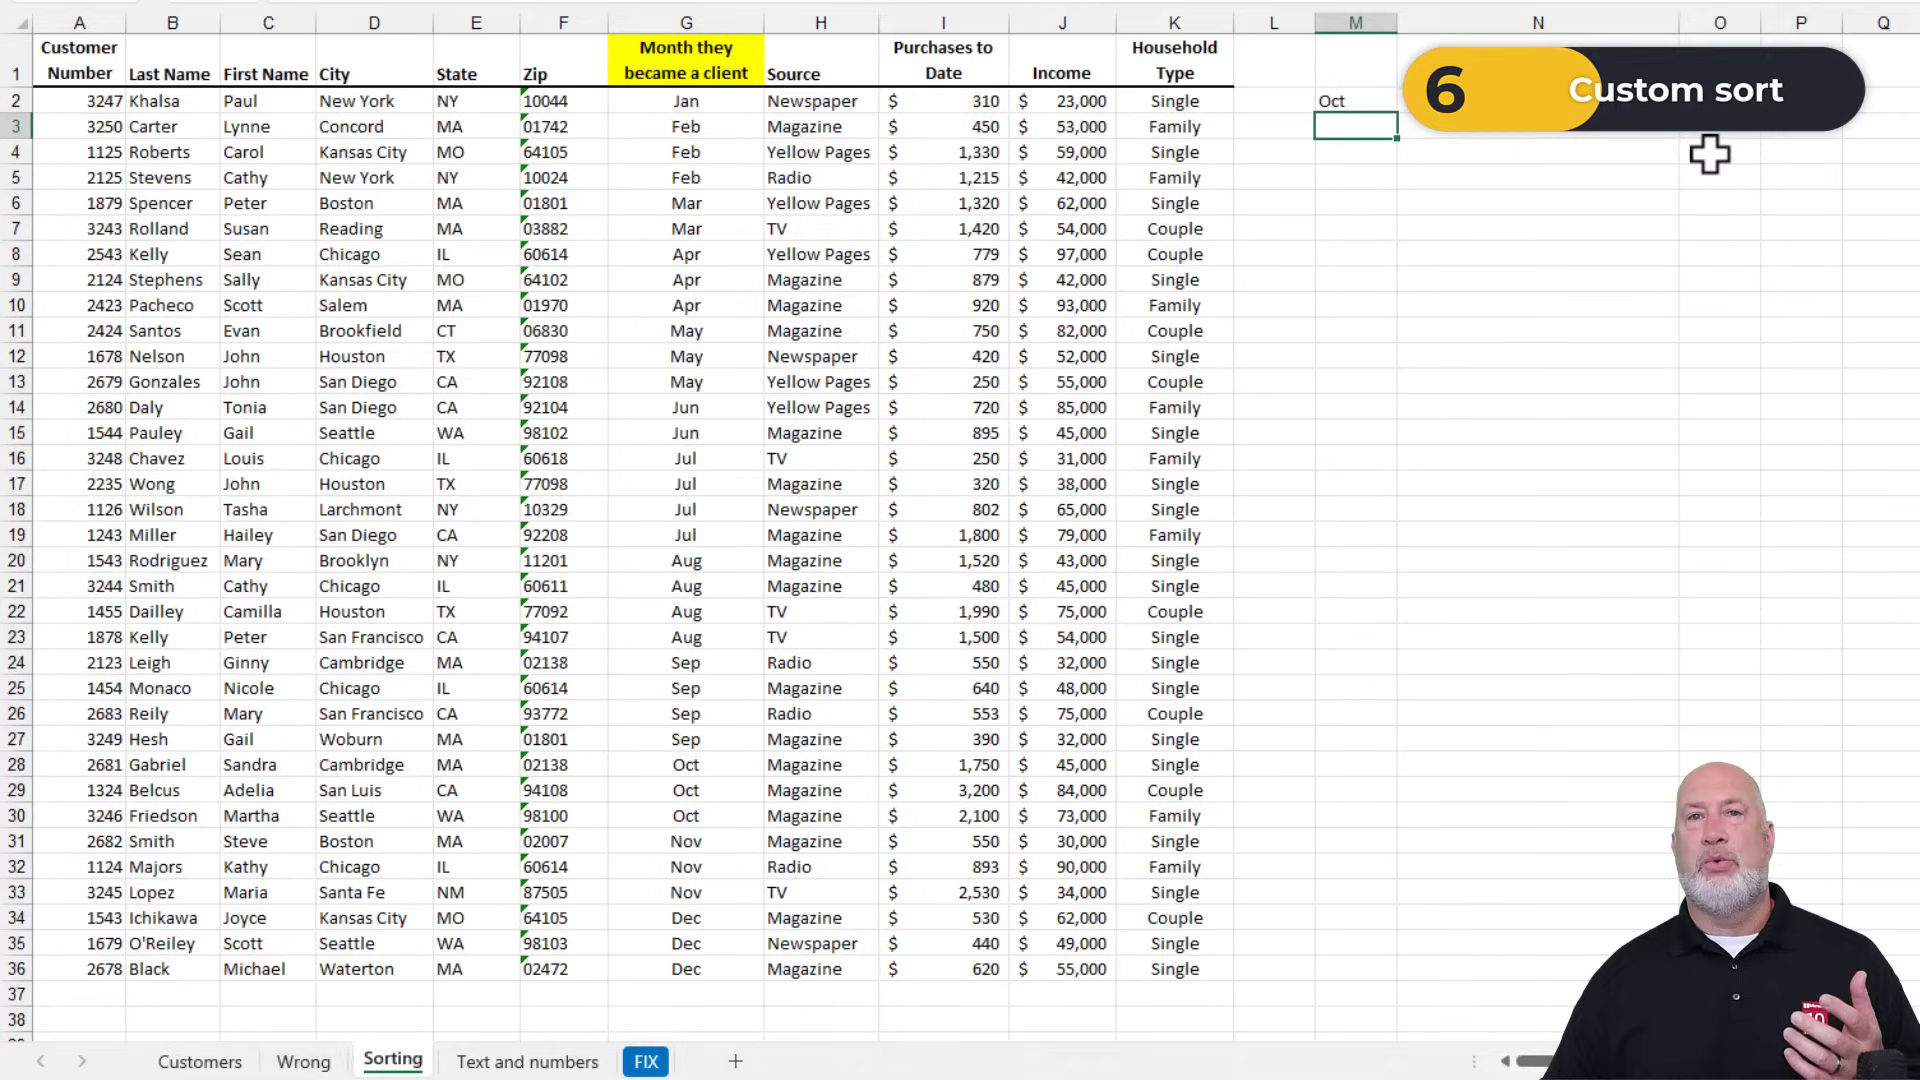 A B C D E F G H I J K L M N O P Q
Customer Month they Purchases to Household
1 Number Last Name First Name City State Zip became a client Source Date Income Type
6 Custom sort
2 3247 Khalsa Paul New York NY 10044 Jan Newspaper $ 310 $ 23,000 Single Oct
3 3250 Carter Lynne Concord MA 01742 Feb Magazine $ 450 $ 53,000 Family
4 1125 Roberts Carol Kansas City MO 64105 Feb Yellow Pages $ 1,330 $ 59,000 Single
5 2125 Stevens Cathy New York NY 10024 Feb Radio $ 1,215 $ 42,000 Family
6 1879 Spencer Peter Boston MA 01801 Mar Yellow Pages $ 1,320 $ 62,000 Single
7 3243 Rolland Susan Reading MA 03882 Mar TV $ 1,420 $ 54,000 Couple
8 2543 Kelly Sean Chicago IL 60614 Apr Yellow Pages $ 779 $ 97,000 Couple
9 2124 Stephens Sally Kansas City MO 64102 Apr Magazine $ 879 $ 42,000 Single
10 2423 Pacheco Scott Salem MA 01970 Apr Magazine $ 920 $ 93,000 Family
11 2424 Santos Evan Brookfield CT 06830 May Magazine $ 750 $ 82,000 Couple
12 1678 Nelson John Houston TX 77098 May Newspaper $ 420 $ 52,000 Single
13 2679 Gonzales John San Diego CA 92108 May Yellow Pages $ 250 $ 55,000 Couple
14 2680 Daly Tonia San Diego CA 92104 Jun Yellow Pages $ 720 $ 85,000 Family
15 1544 Pauley Gail Seattle WA 98102 Jun Magazine $ 895 $ 45,000 Single
16 3248 Chavez Louis Chicago IL 60618 Jul TV $ 250 $ 31,000 Family
17 2235 Wong John Houston TX 77098 Jul Magazine $ 320 $ 38,000 Single
18 1126 Wilson Tasha Larchmont NY 10329 Jul Newspaper $ 802 $ 65,000 Single
19 1243 Miller Hailey San Diego CA 92208 Jul Magazine $ 1,800 $ 79,000 Family
20 1543 Rodriguez Mary Brooklyn NY 11201 Aug Magazine $ 1,520 $ 43,000 Single
21 3244 Smith Cathy Chicago IL 60611 Aug Magazine $ 480 $ 45,000 Single
22 1455 Dailley Camilla Houston TX 77092 Aug TV $ 1,990 $ 75,000 Couple
23 1878 Kelly Peter San Francisco CA 94107 Aug TV $ 1,500 $ 54,000 Single
24 2123 Leigh Ginny Cambridge MA 02138 Sep Radio $ 550 $ 32,000 Single
25 1454 Monaco Nicole Chicago IL 60614 Sep Magazine $ 640 $ 48,000 Single
26 2683 Reily Mary San Francisco CA 93772 Sep Radio $ 553 $ 75,000 Couple
27 3249 Hesh Gail Woburn MA 01801 Sep Magazine $ 390 $ 32,000 Single
28 2681 Gabriel Sandra Cambridge MA 02138 Oct Magazine $ 1,750 $ 45,000 Single
29 1324 Belcus Adelia San Luis CA 94108 Oct Magazine $ 3,200 $ 84,000 Couple
30 3246 Friedson Martha Seattle WA 98100 Oct Magazine $ 2,100 $ 73,000 Family
31 2682 Smith Steve Boston MA 02007 Nov Magazine $ 550 $ 30,000 Single
32 1124 Majors Kathy Chicago IL 60614 Nov Radio $ 893 $ 90,000 Family
33 3245 Lopez Maria Santa Fe NM 87505 Nov TV $ 2,530 $ 34,000 Single
34 1543 Ichikawa Joyce Kansas City MO 64105 Dec Magazine $ 530 $ 62,000 Couple
35 1679 O'Reiley Scott Seattle WA 98103 Dec Newspaper $ 440 $ 49,000 Single
36 2678 Black Michael Waterton MA 02472 Dec Magazine $ 620 $ 55,000 Single
37
38
Customers Wrong Sorting Text and numbers FIX